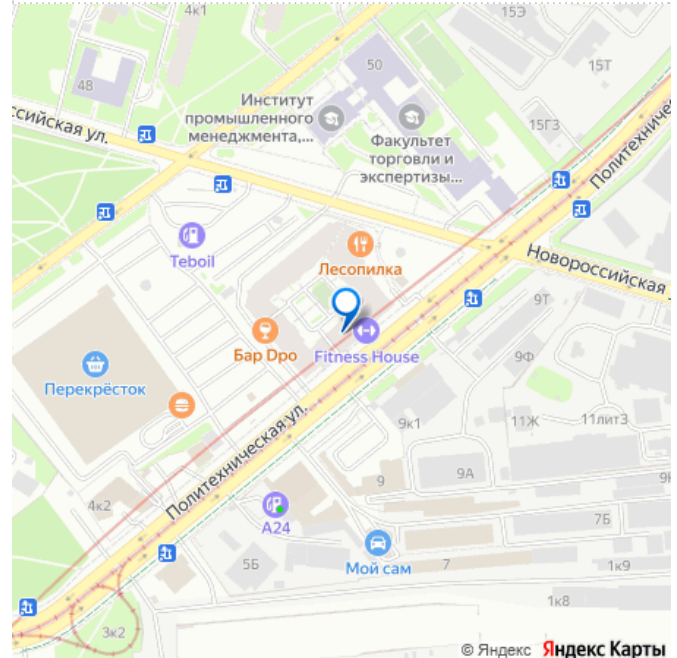 4к1
15Э
50
15Т
48
Институт
промышленного
менеджмента,...
Факультет
торговли и
экспертизы...
15Г3
ссийская ул.
Политехниче
Teboil
Лесопилка
Новороссийская
9Т
Бар Dpo
Fitness House
9Ф
Перекрёсток
9к1
11Ж
11литЗ
Политехническая ул.
9
9А
9
4к2
А24
7Б
5Б
Мой сам
7
1к9
1к8
3к2
© Яндекс Яндекс Карты